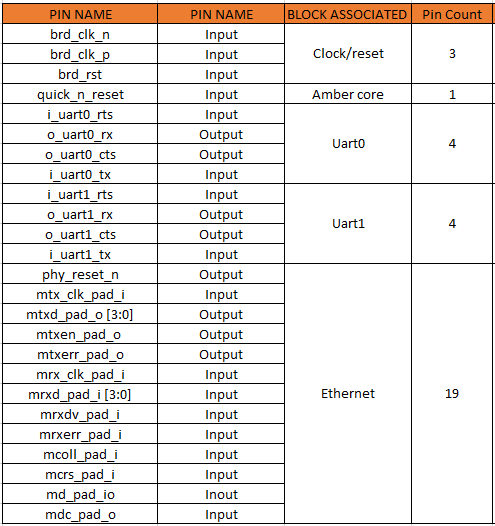 PIN NAME PIN NAME BLOCK ASSOCIATED Pin Count
brd_clk_n Input
brd_clk_p Input Clock/reset 3
brd_rst Input
quick_n_reset Input Amber core 1
i_uart0_rts Input
o_uart0_rx Output
o_uart0_cts Output Uart0 4
i_uart0_tx Input
i_uart1_rts Input
o_uart1_rx Output
o_uart1_cts Output Uart1 4
i_uart1_tx Input
phy_reset_n Output
mtx_clk_pad_i Input
mtxd_pad_o [3:0] Output
mtxen_pad_o Output
mtxerr_pad_o Output
mrx_clk_pad_i Input
mrxd_pad_i [3:0] Input Ethernet 19
mrxdv_pad_i Input
mrxerr_pad_i Input
mcoll_pad_i Input
mcrs_pad_i Input
md_pad_io Inout
mdc_pad_o Input